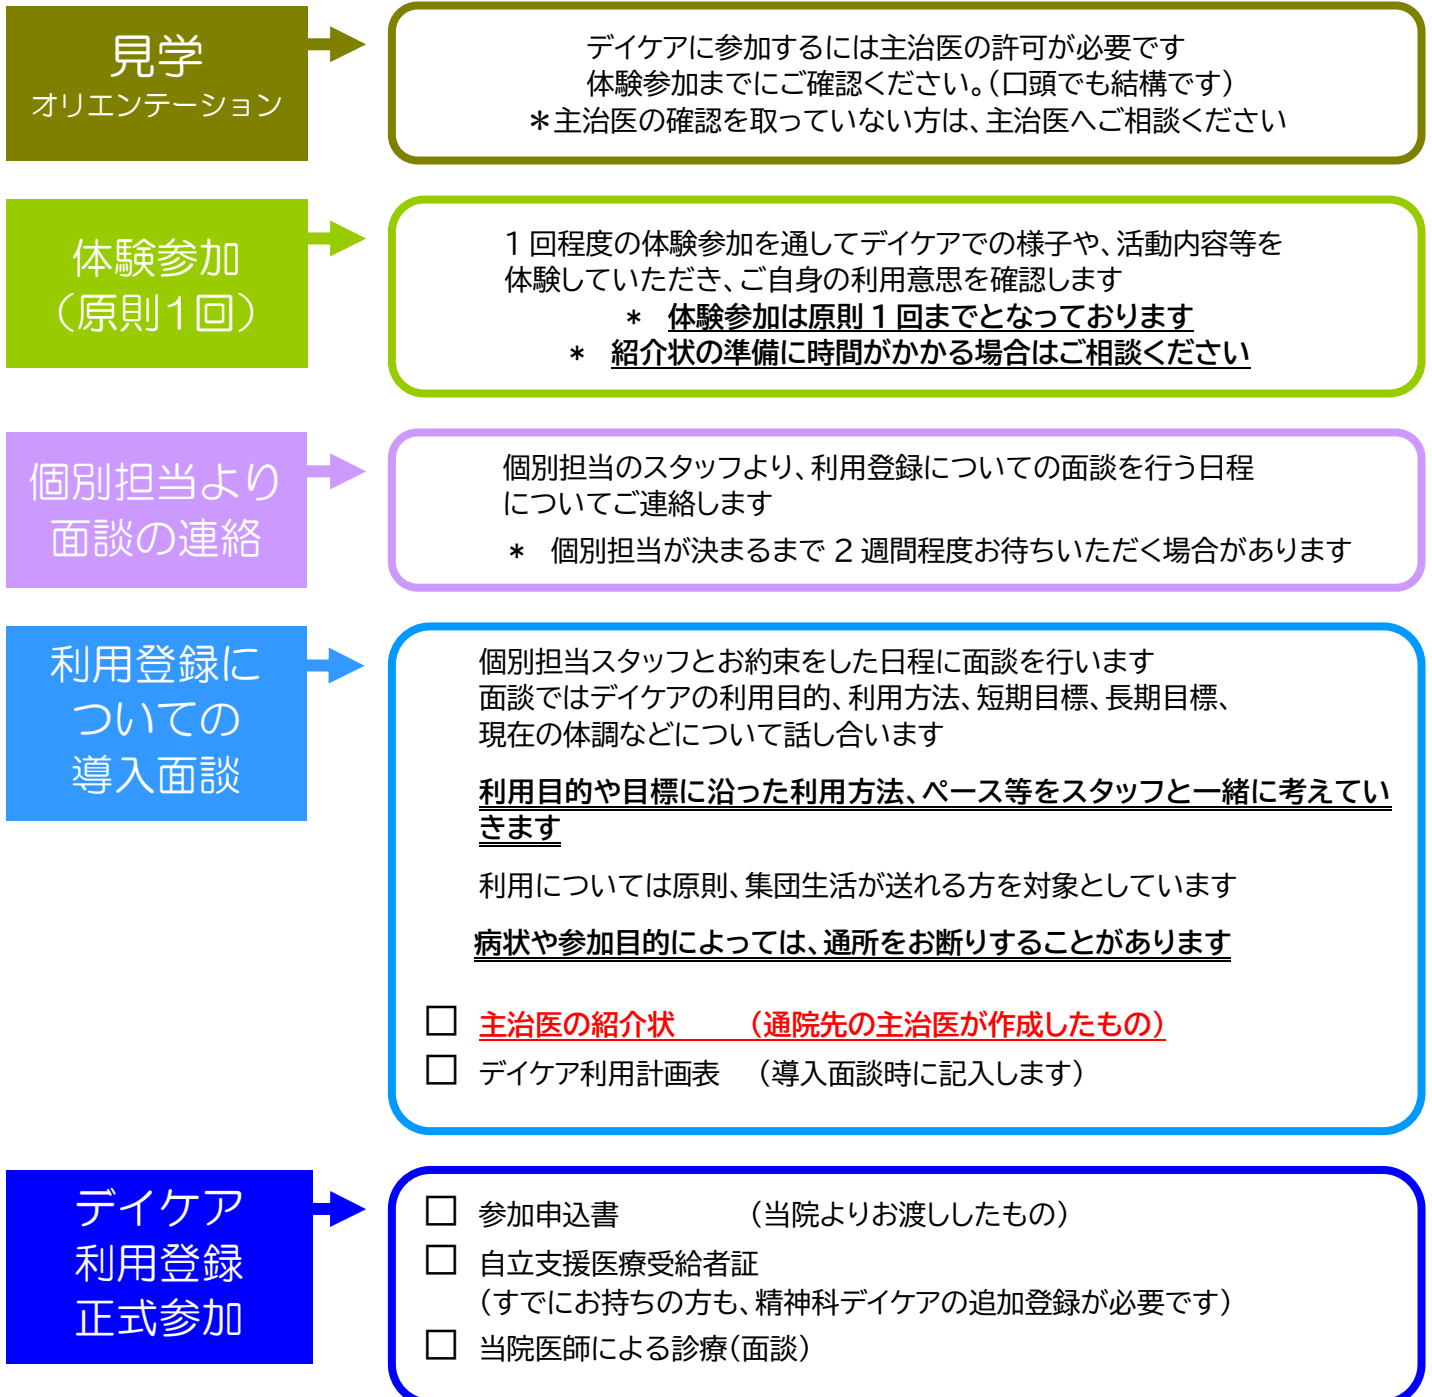 見学
オリエンテーション
デイケアに参加するには主治医の許可が必要です
体験参加までにご確認ください。（口頭でも結構です）
＊主治医の確認を取っていない方は、主治医へご相談ください
体験参加
（原則１回）
１回程度の体験参加を通してデイケアでの様子や、活動内容等を
体験していただき、ご自身の利用意思を確認します
* 体験参加は原則１回までとなっております
* 紹介状の準備に時間がかかる場合はご相談ください
個別担当より
面談の連絡
個別担当のスタッフより、利用登録についての面談を行う日程
についてご連絡します
* 個別担当が決まるまで２週間程度お待ちいただく場合があります
利用登録に
ついての
導入面談
個別担当スタッフとお約束をした日程に面談を行います
面談ではデイケアの利用目的、利用方法、短期目標、長期目標、
現在の体調などについて話し合います
利用目的や目標に沿った利用方法、ペース等をスタッフと一緒に考えてい
きます
利用については原則、集団生活が送れる方を対象としています
病状や参加目的によっては、通所をお断りすることがあります
□ 主治医の紹介状　　（通院先の主治医が作成したもの）
□ デイケア利用計画表　（導入面談時に記入します）
デイケア
利用登録
正式参加
□ 参加申込書　　　　（当院よりお渡ししたもの）
□ 自立支援医療受給者証
（すでにお持ちの方も、精神科デイケアの追加登録が必要です）
□ 当院医師による診療（面談）